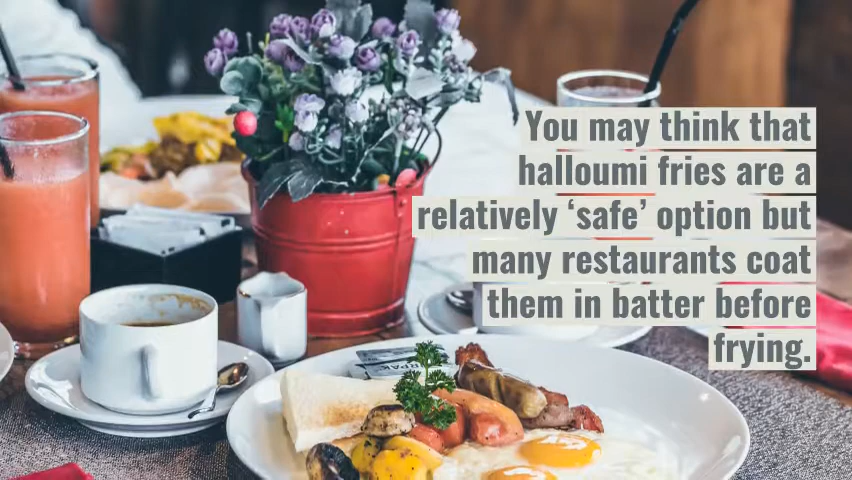 You may think that
halloumi fries are a
relatively ‘safe’ option but
many restaurants coat
them in batter before
frying.